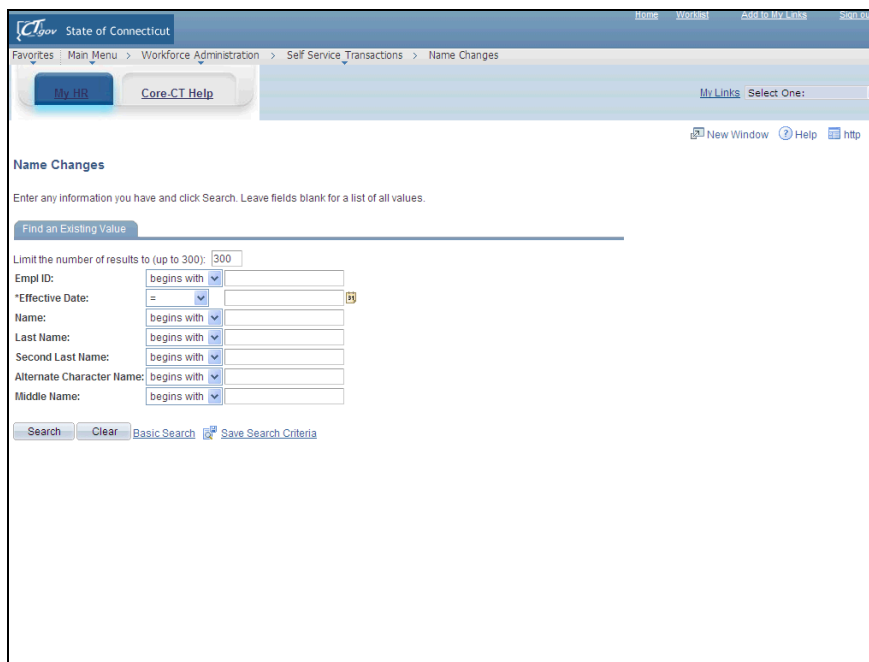 Home Worklist Add to My Links Sign ou
CT.gov State of Connecticut
Favorites Main Menu > Workforce Administration > Self Service Transactions > Name Changes
My HR Core-CT Help My Links Select One:
New Window Help http
Name Changes
Enter any information you have and click Search. Leave fields blank for a list of all values.
Find an Existing Value
Limit the number of results to (up to 300): 300
Empl ID: begins with
*Effective Date: = 31
Name: begins with
Last Name: begins with
Second Last Name: begins with
Alternate Character Name: begins with
Middle Name: begins with
Search Clear Basic Search Save Search Criteria